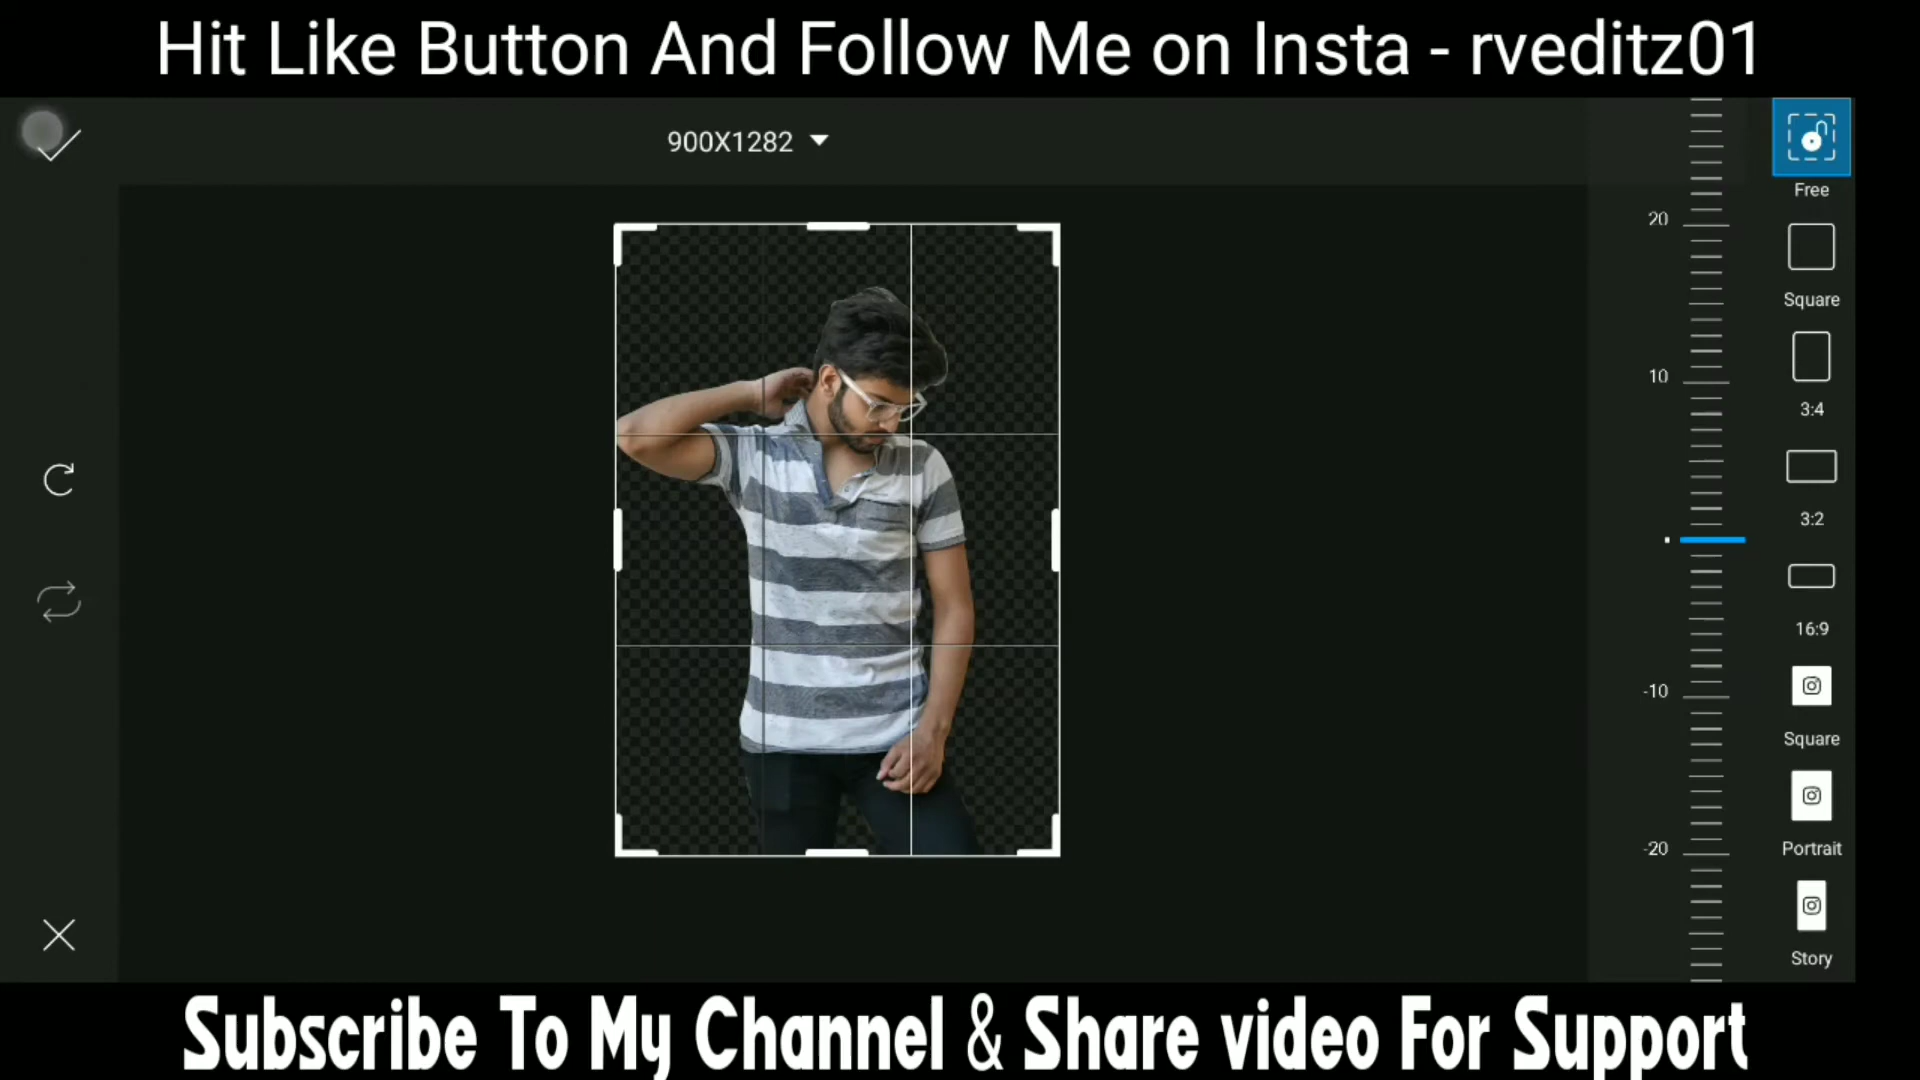 Hit Like Button And Follow Me on Insta - rveditz01
900X1282
Free
20
Square
10
3:4
3:2
16:9
-10
Square
Portrait
-20
Story
Subscribe To My Channel & Share video For Support